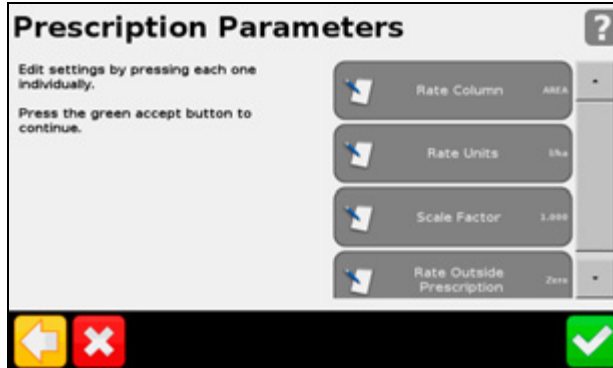 Prescription Parameters
?
Edit settings by pressing each one
individually.
Press the green accept button to
continue.
Rate Column AREA
Rate Units l/ha
Scale Factor 1.000
Rate Outside
Prescription Zero